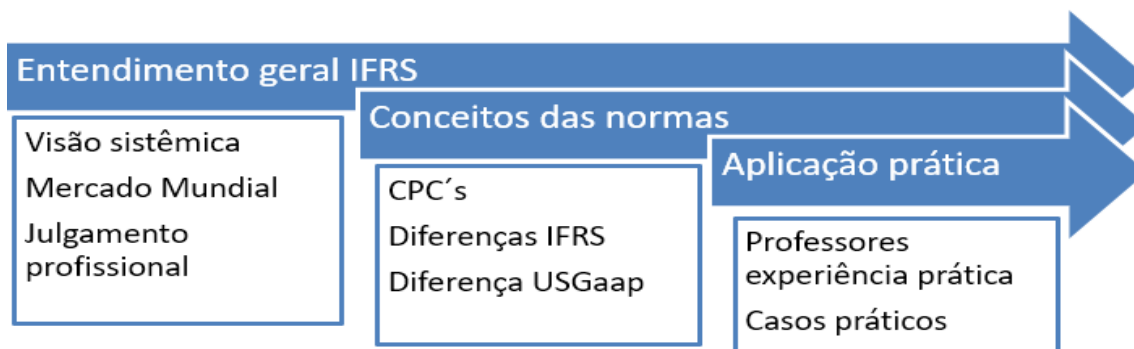 Entendimento geral IFRS
Visão sistêmica
Mercado Mundial
Julgamento
profissional
Conceitos das normas
CPC´s
Diferenças IFRS
Diferença USGaap
Aplicação prática
Professores
experiência prática
Casos práticos